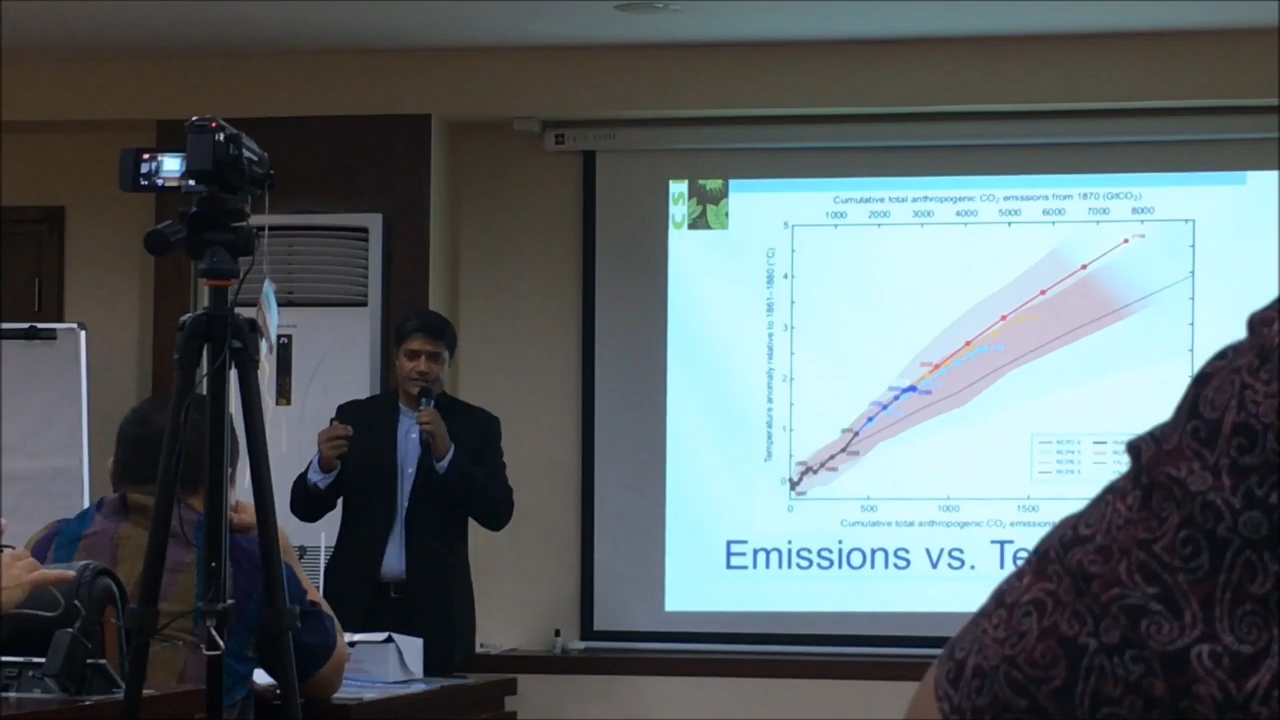 CSI
Cumulative total anthropogenic CO₂ emissions from 1870 (GtCO₂)
1000 2000 3000 4000 5000 6000 7000 8000
Temperature anomaly relative to 1861–1880 (°C)
5
4
3
2
1
0
0 500 1000 1500
Cumulative total anthropogenic CO₂ emissions
Emissions vs. Te